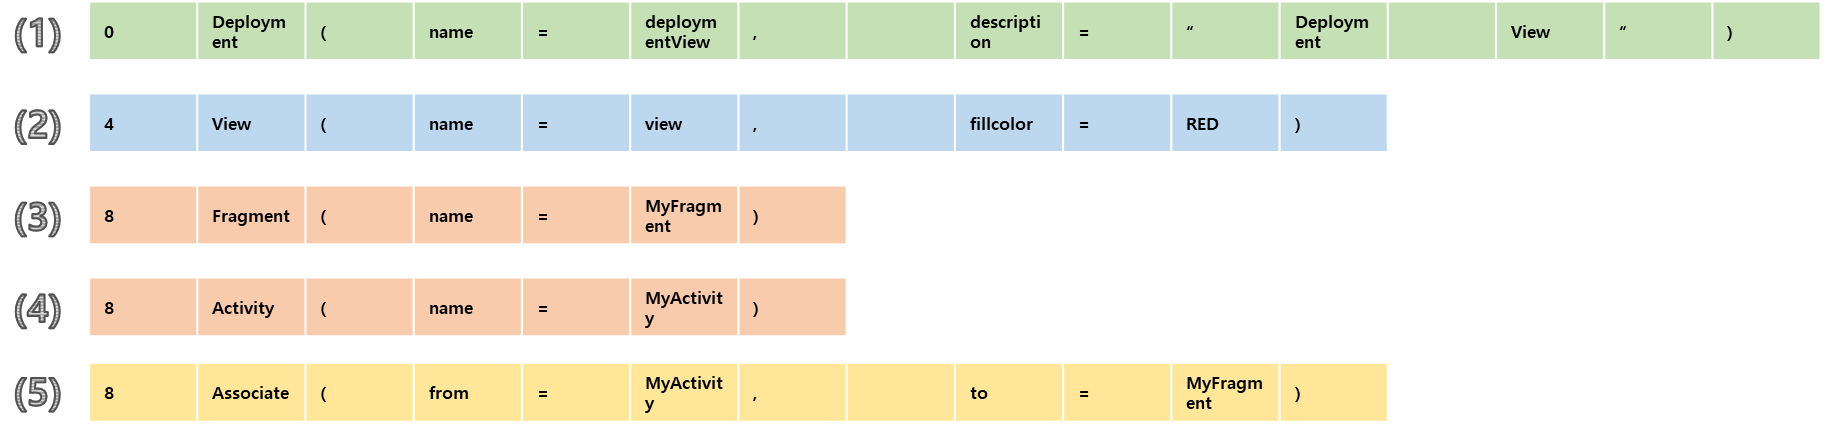 (1) 0 Deployment ( name = deploymentView , description = “ Deployment View “ )
(2) 4 View ( name = view , fillcolor = RED )
(3) 8 Fragment ( name = MyFragment )
(4) 8 Activity ( name = MyActivity )
(5) 8 Associate ( from = MyActivity , to = MyFragment )